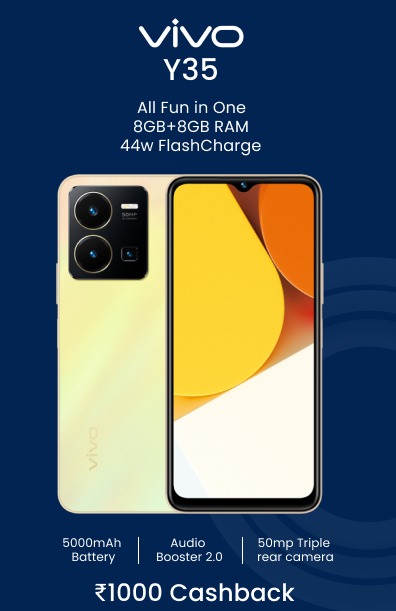 vivo
Y35
All Fun in One
8GB+8GB RAM
44w FlashCharge
50MP
vivo
5000mAh
Battery
Audio
Booster 2.0
50mp Triple
rear camera
₹1000 Cashback